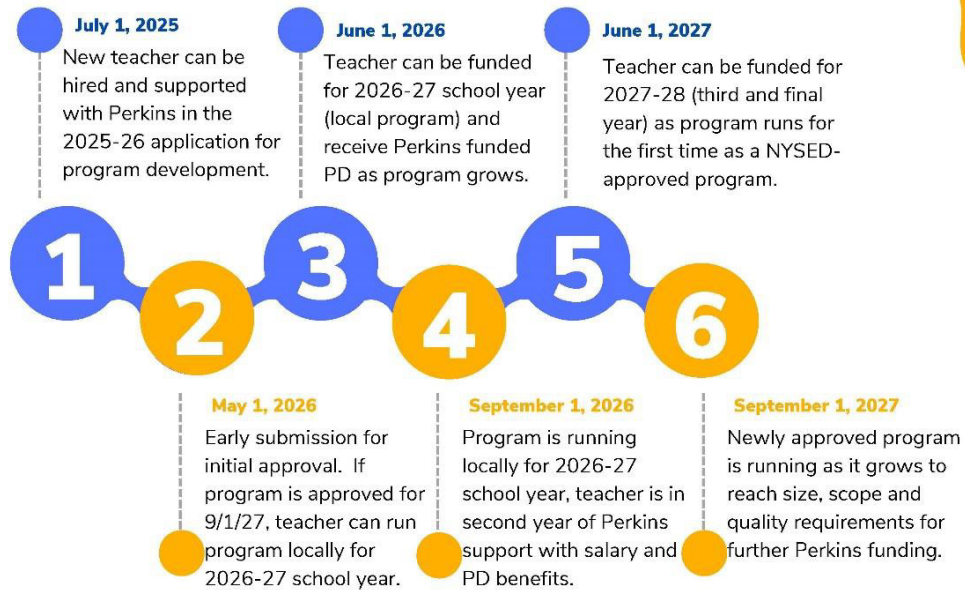 July 1, 2025
New teacher can be
hired and supported
with Perkins in the
2025-26 application for
program development.
June 1, 2026
Teacher can be funded
for 2026-27 school year
(local program) and
receive Perkins funded
PD as program grows.
June 1, 2027
Teacher can be funded for
2027-28 (third and final
year) as program runs for
the first time as a NYSED-
approved program.
1
2
3
4
5
6
May 1, 2026
Early submission for
initial approval. If
program is approved for
9/1/27, teacher can run
program locally for
2026-27 school year.
September 1, 2026
Program is running
locally for 2026-27
school year, teacher is in
second year of Perkins
support with salary and
PD benefits.
September 1, 2027
Newly approved program
is running as it grows to
reach size, scope and
quality requirements for
further Perkins funding.